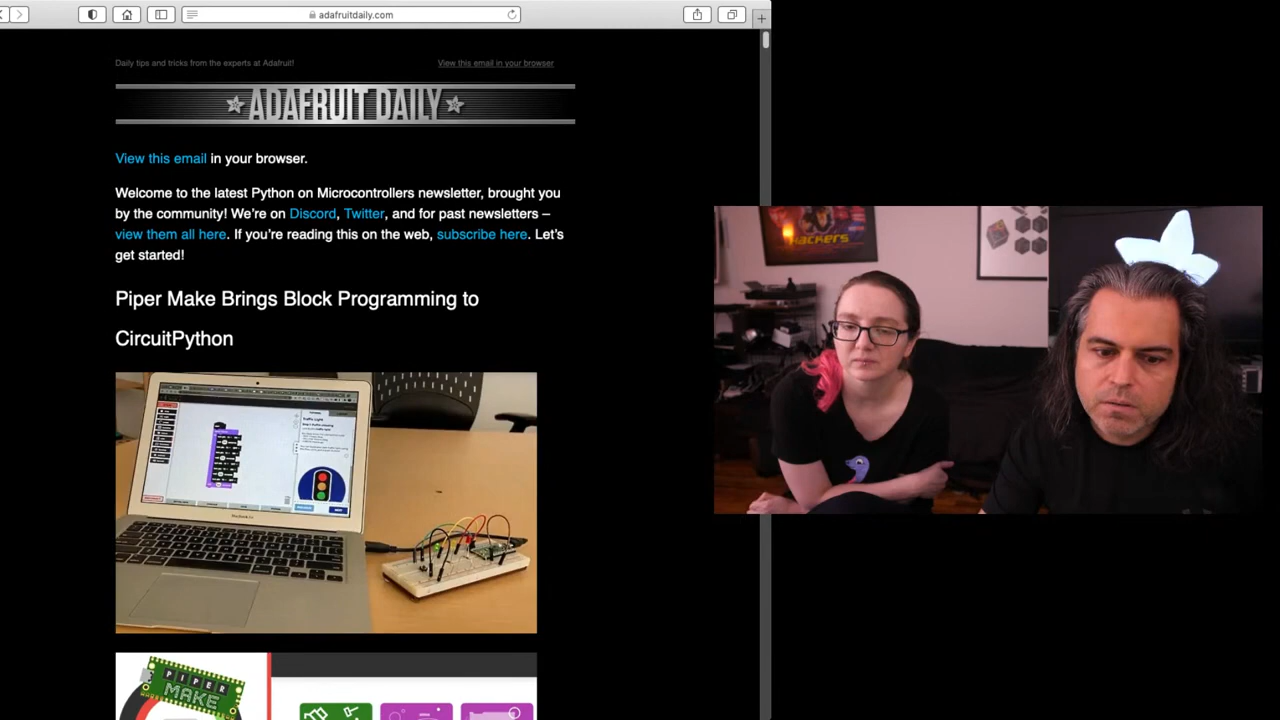 adafruitdaily.com
Daily tips and tricks from the experts at Adafruit!
View this email in your browser
ADAFRUIT DAILY
View this email in your browser.
Welcome to the latest Python on Microcontrollers newsletter, brought you
by the community! We're on Discord, Twitter, and for past newsletters –
view them all here. If you're reading this on the web, subscribe here. Let's
get started!
Piper Make Brings Block Programming to
CircuitPython
PIPER
MAKE